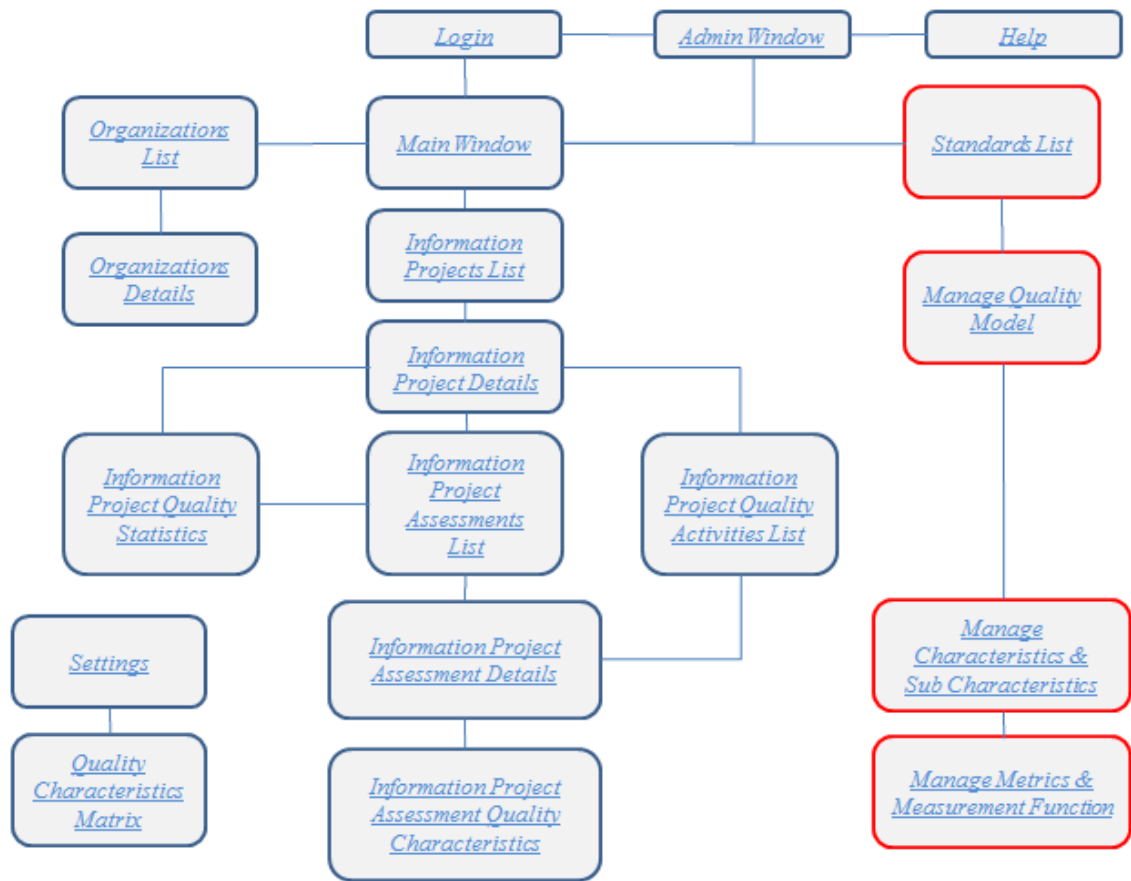 Login
Admin Window
Help
Organizations
List
Main Window
Standards List
Organizations
Details
Information
Projects List
Manage Quality
Model
Information
Project Details
Information
Project Quality
Statistics
Information
Project
Assessments
List
Information
Project Quality
Activities List
Settings
Information Project
Assessment Details
Manage
Characteristics &
Sub Characteristics
Quality
Characteristics
Matrix
Information Project
Assessment Quality
Characteristics
Manage Metrics &
Measurement Function